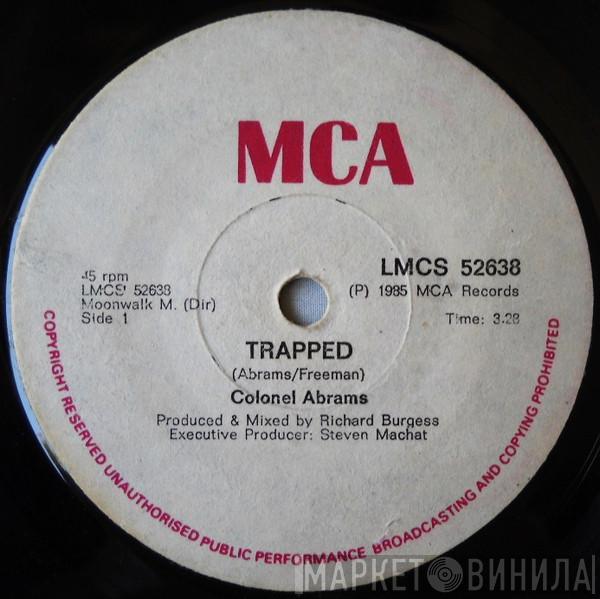 MCA
45 rpm
LMCS 52638
Moonwalk M. (Dir)
Side 1
LMCS 52638
(P) 1985 MCA Records
Time: 3.28
TRAPPED
(Abrams/Freeman)
Colonel Abrams
Produced & Mixed by Richard Burgess
Executive Producer: Steven Machat
COPYRIGHT RESERVED UNAUTHORISED PUBLIC PERFORMANCE BROADCASTING AND COPYING PROHIBITED
МАРКЕТ ВИНИЛА